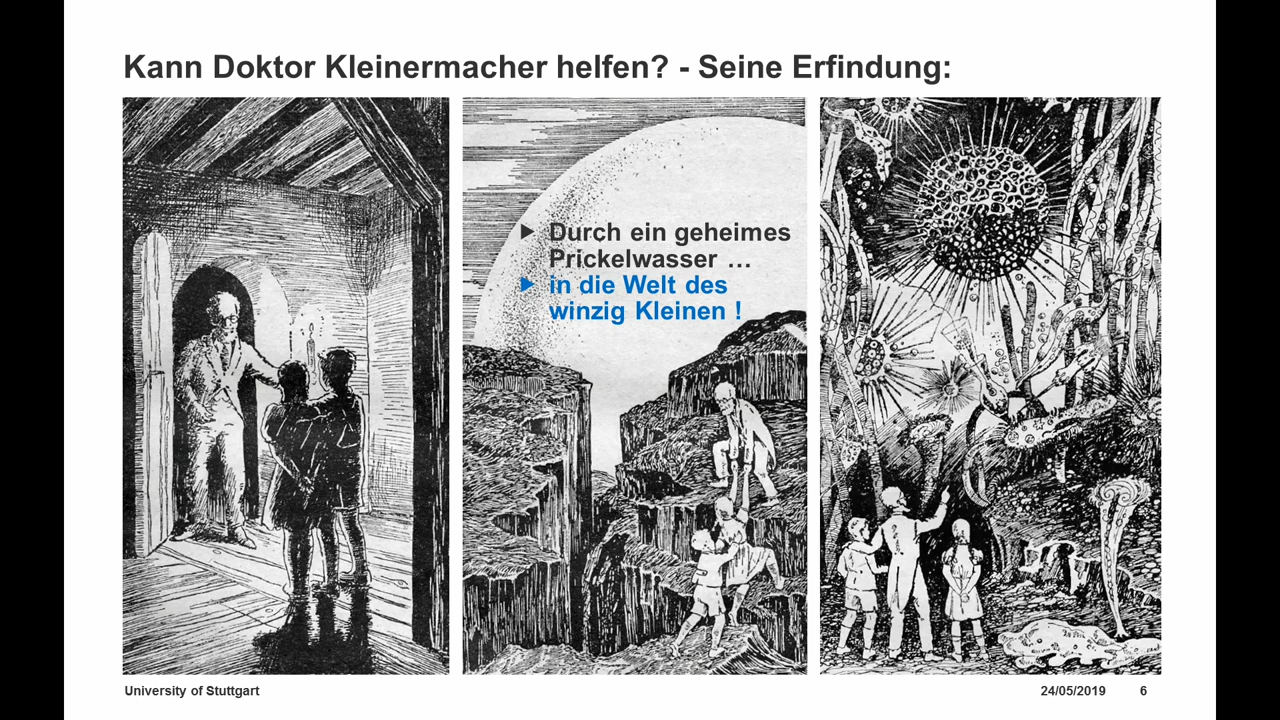 Kann Doktor Kleinermacher helfen? - Seine Erfindung:
► Durch ein geheimes
Prickelwasser …
► in die Welt des
winzig Kleinen !
University of Stuttgart
24/05/2019 6